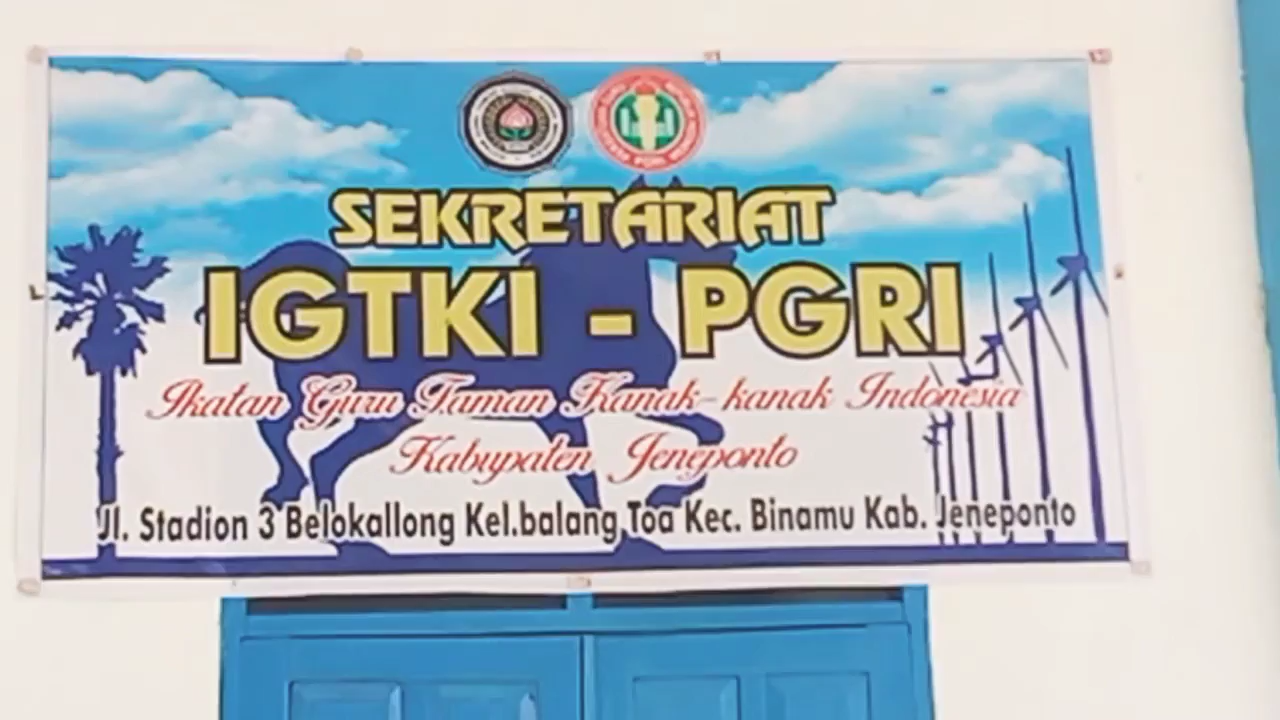 SEKRETARIAT
IGTKI - PGRI
Ikatan Guru Taman Kanak-kanak Indonesia
Kabupaten Jeneponto
Jl. Stadion 3 Belokallong Kel.balang Toa Kec. Binamu Kab. Jeneponto